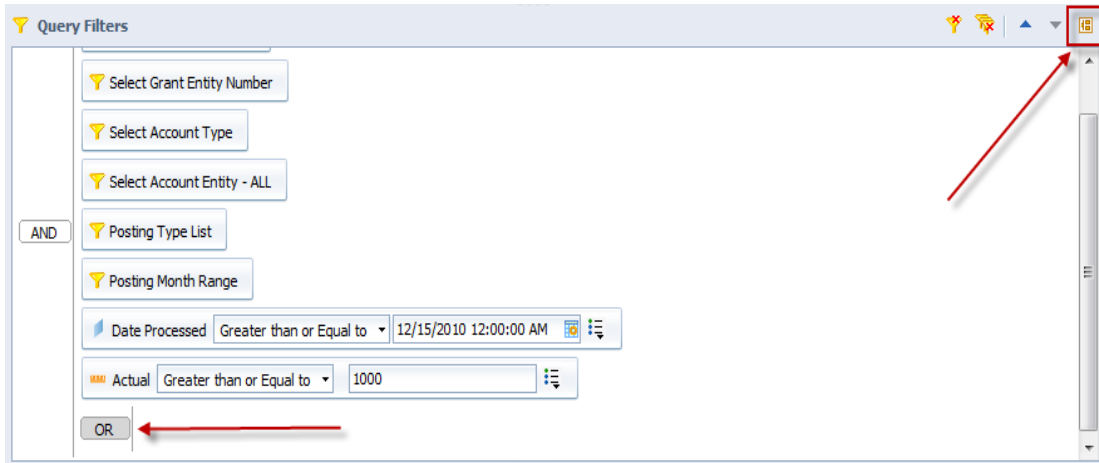 Query Filters
Select Grant Entity Number
Select Account Type
Select Account Entity - ALL
AND
Posting Type List
Posting Month Range
Date Processed Greater than or Equal to 12/15/2010 12:00:00 AM
Actual Greater than or Equal to 1000
OR